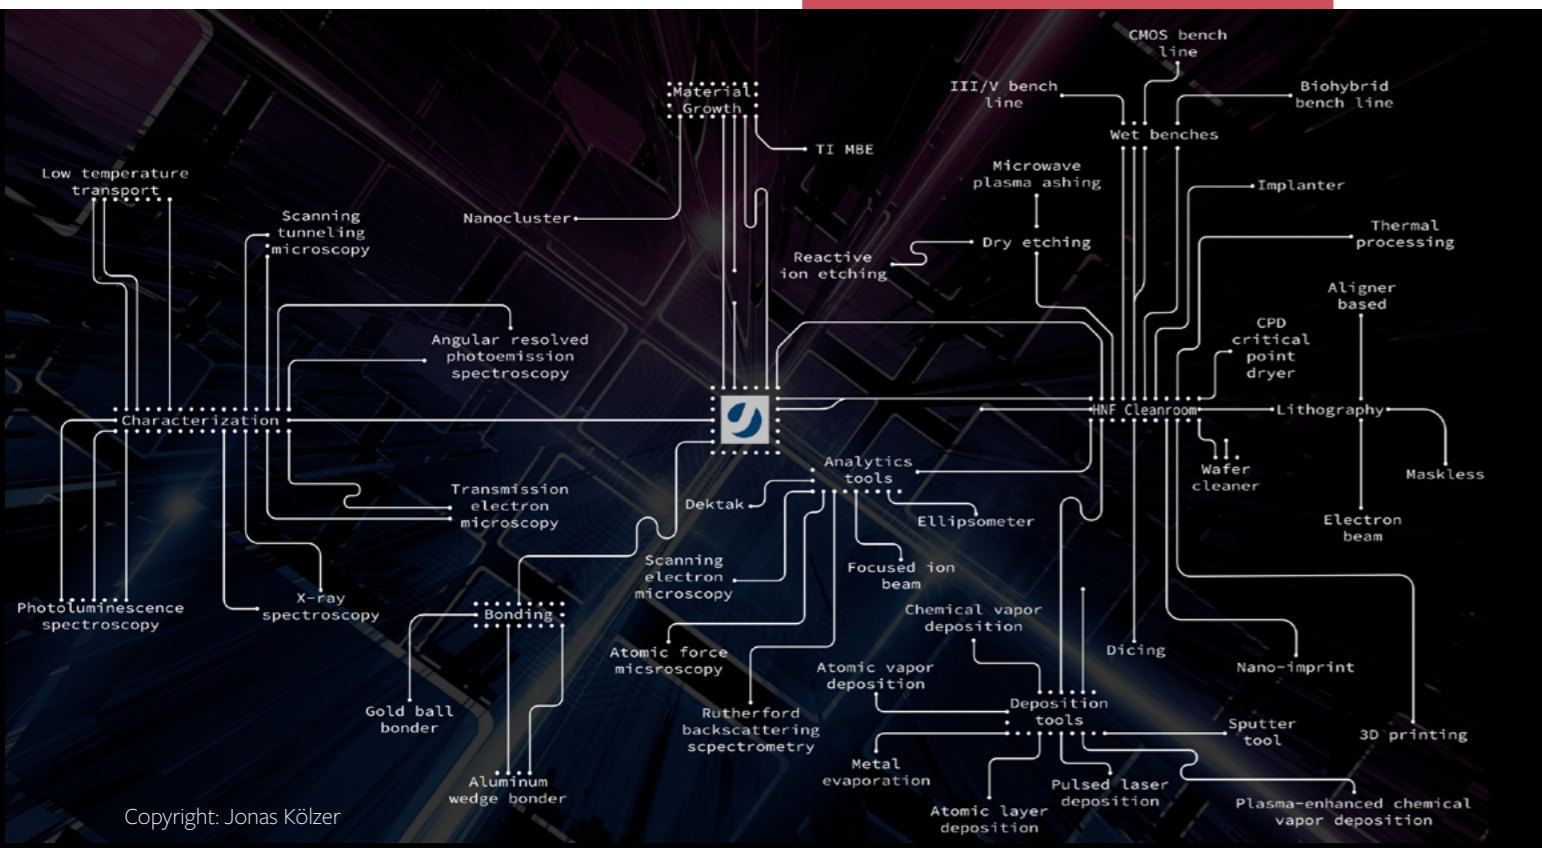 CMOS bench
line
Material
Growth
III/V bench
line
Biohybrid
bench line
Wet benches
TI MBE
Low temperature
transport
Microwave
plasma ashing
Implanter
Scanning
tunneling
microscopy
Nanocluster
Thermal
processing
Dry etching
Reactive
ion etching
Aligner
based
Angular resolved
photoemission
spectroscopy
CPD
critical
point
dryer
Characterization
HNF Cleanroom
Lithography
Analytics
tools
Wafer
cleaner
Maskless
Transmission
electron
microscopy
Dektak
Ellipsometer
Electron
beam
Scanning
electron
microscopy
Focused ion
beam
Photoluminescence
spectroscopy
X-ray
spectroscopy
Bonding
Chemical vapor
deposition
Atomic force
micsroscopy
Dicing
Nano-imprint
Atomic vapor
deposition
Gold ball
bonder
Rutherford
backscattering
scpectrometry
Deposition
tools
Sputter
tool
3D printing
Metal
evaporation
Aluminum
wedge bonder
Pulsed laser
deposition
Atomic layer
deposition
Plasma-enhanced chemical
vapor deposition
Copyright: Jonas Kölzer